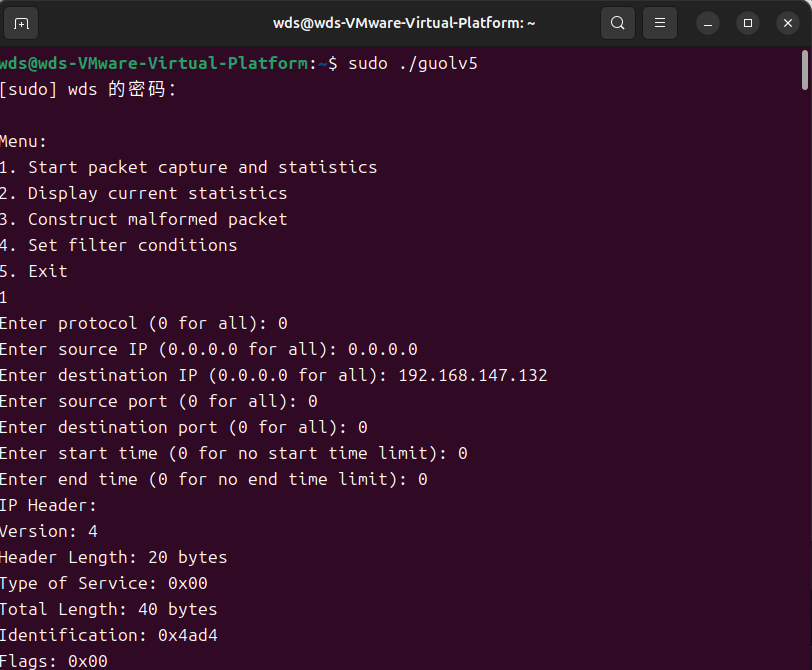 wds@wds-VMware-Virtual-Platform: ~
wds@wds-VMware-Virtual-Platform:~$ sudo ./guolv5
[sudo] wds 的密码：
Menu:
1. Start packet capture and statistics
2. Display current statistics
3. Construct malformed packet
4. Set filter conditions
5. Exit
1
Enter protocol (0 for all): 0
Enter source IP (0.0.0.0 for all): 0.0.0.0
Enter destination IP (0.0.0.0 for all): 192.168.147.132
Enter source port (0 for all): 0
Enter destination port (0 for all): 0
Enter start time (0 for no start time limit): 0
Enter end time (0 for no end time limit): 0
IP Header:
Version: 4
Header Length: 20 bytes
Type of Service: 0x00
Total Length: 40 bytes
Identification: 0x4ad4
Flags: 0x00